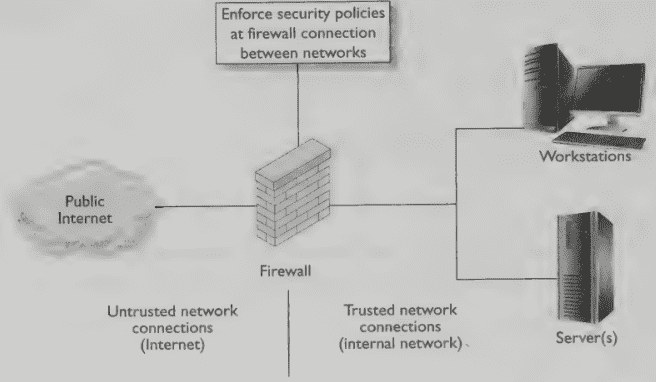 Enforce security policies
at firewall connection
between networks
Workstations
Public
Internet
Firewall
Untrusted network
connections
(Internet)
Trusted network
connections
(internal network)
Server(s)